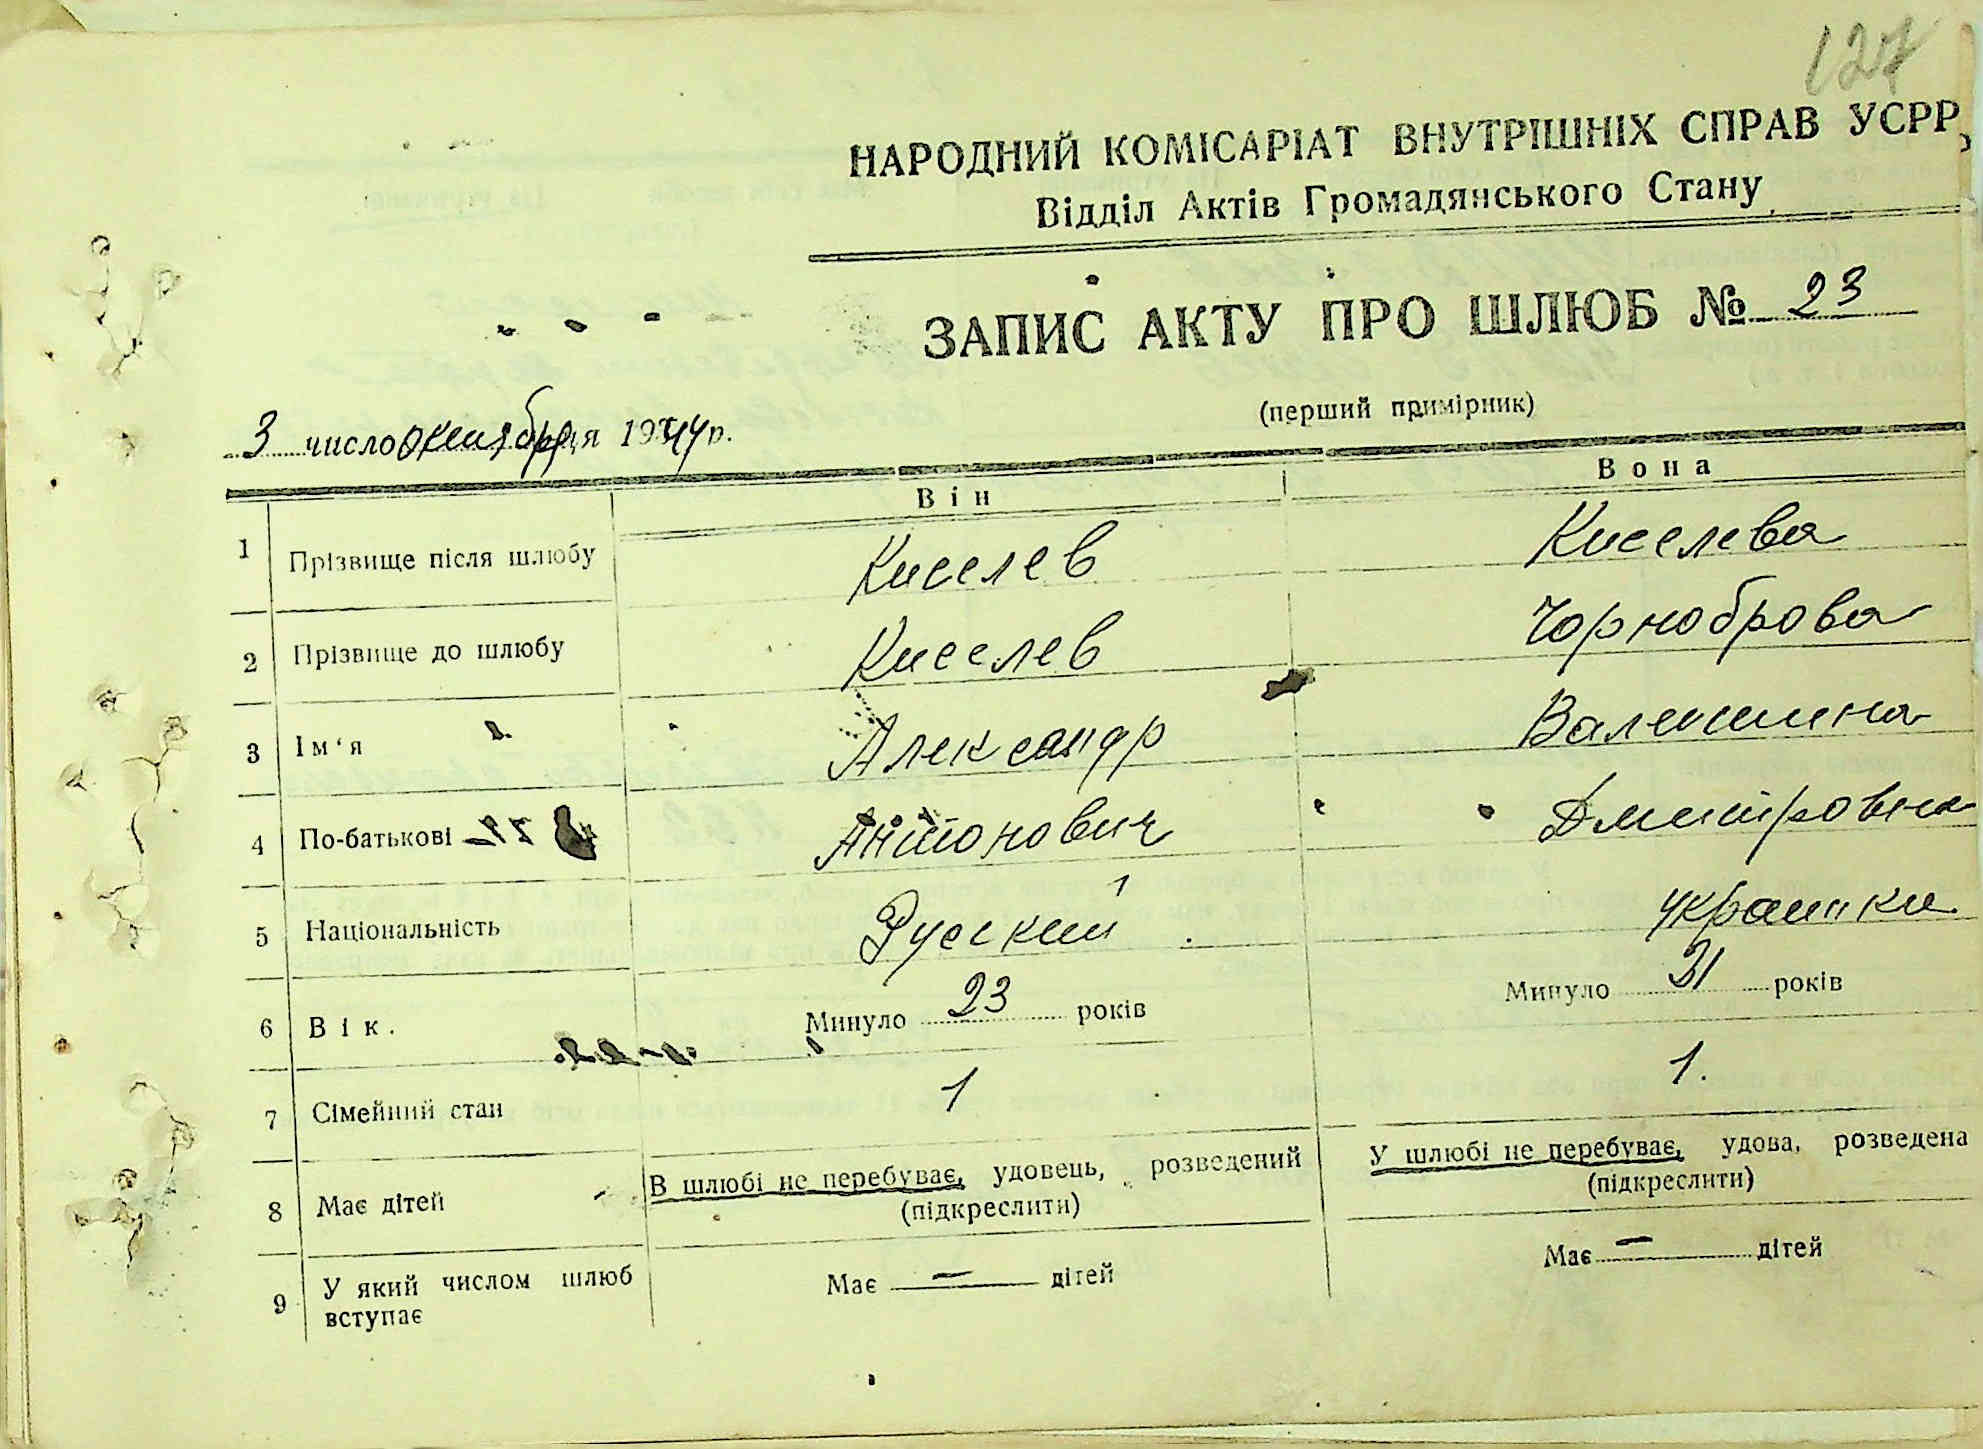 127
НАРОДНИЙ КОМІСАРІАТ ВНУТРІШНІХ СПРАВ УСРР
Відділ Актів Громадянського Стану
ЗАПИС АКТУ ПРО ШЛЮБ № 23
(перший примірник)
3 число октября 1944 р.
Він Вона
1 Прізвище після шлюбу Киселев Киселева
2 Прізвище до шлюбу Киселев Чорноброва
3 Ім'я Александр Валентина
4 По-батькові Антонович Дмитровна
5 Національність Руский украинка
6 Вік. Минуло 23 років Минуло 21 років
7 Сімейний стан 1 1.
8 Має дітей В шлюбі не перебуває, удовець, розведений У шлюбі не перебуває, удова, розведена
(підкреслити) (підкреслити)
9 У який числом шлюб вступає Має — дітей Має — дітей